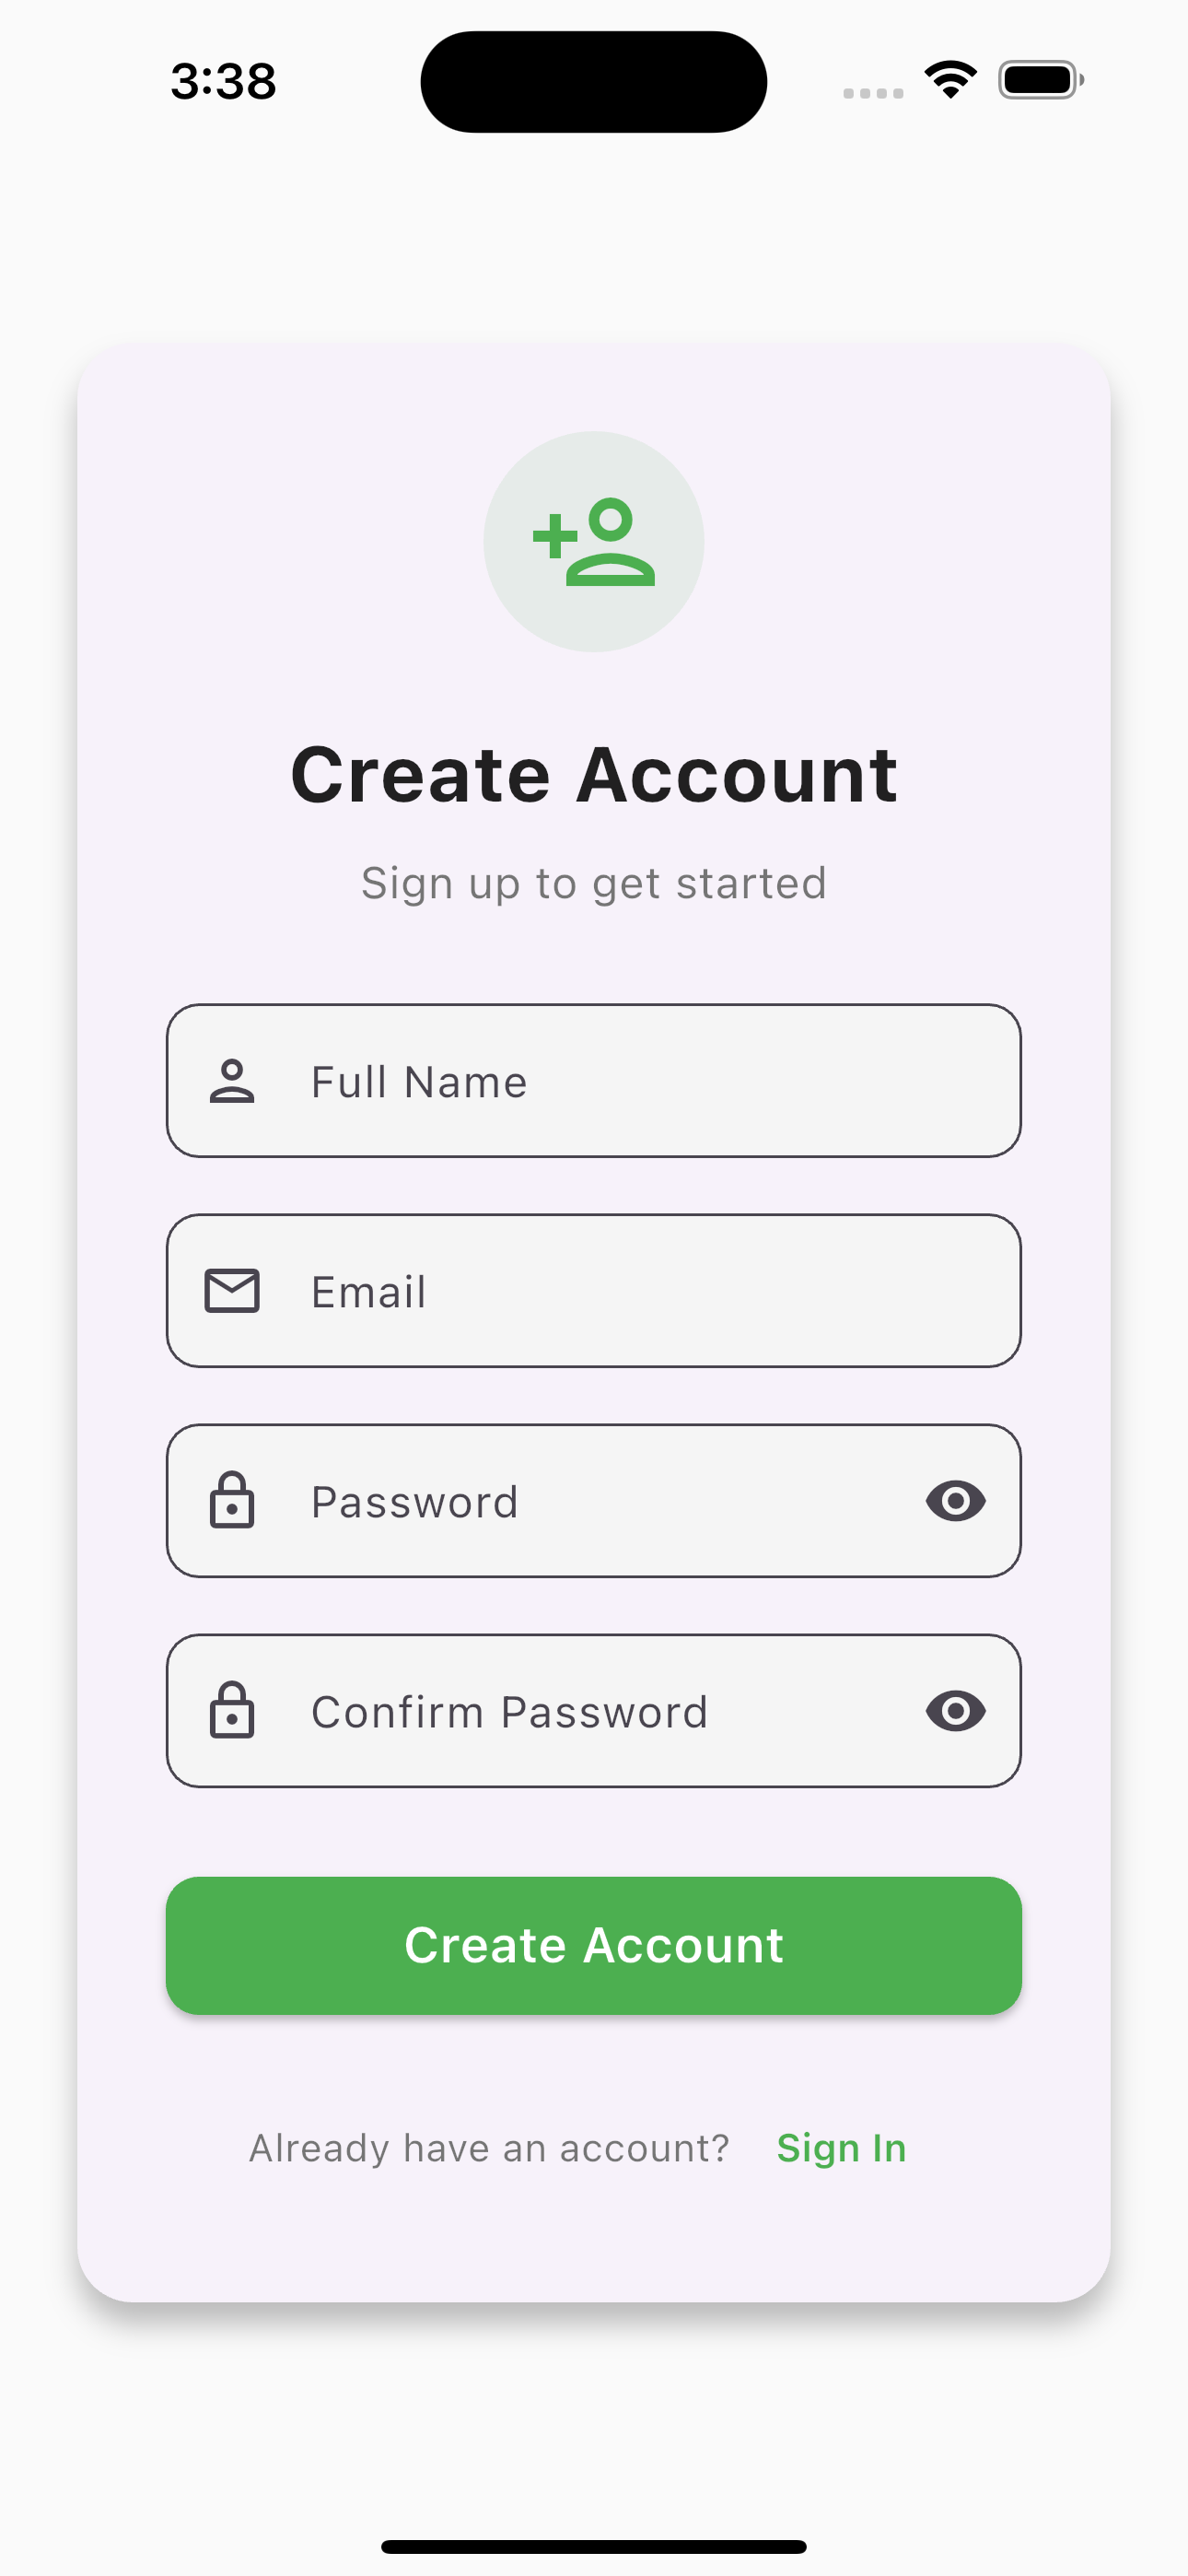 3:38
Create Account
Sign up to get started
Full Name
Email
Password
Confirm Password
Create Account
Already have an account? Sign In